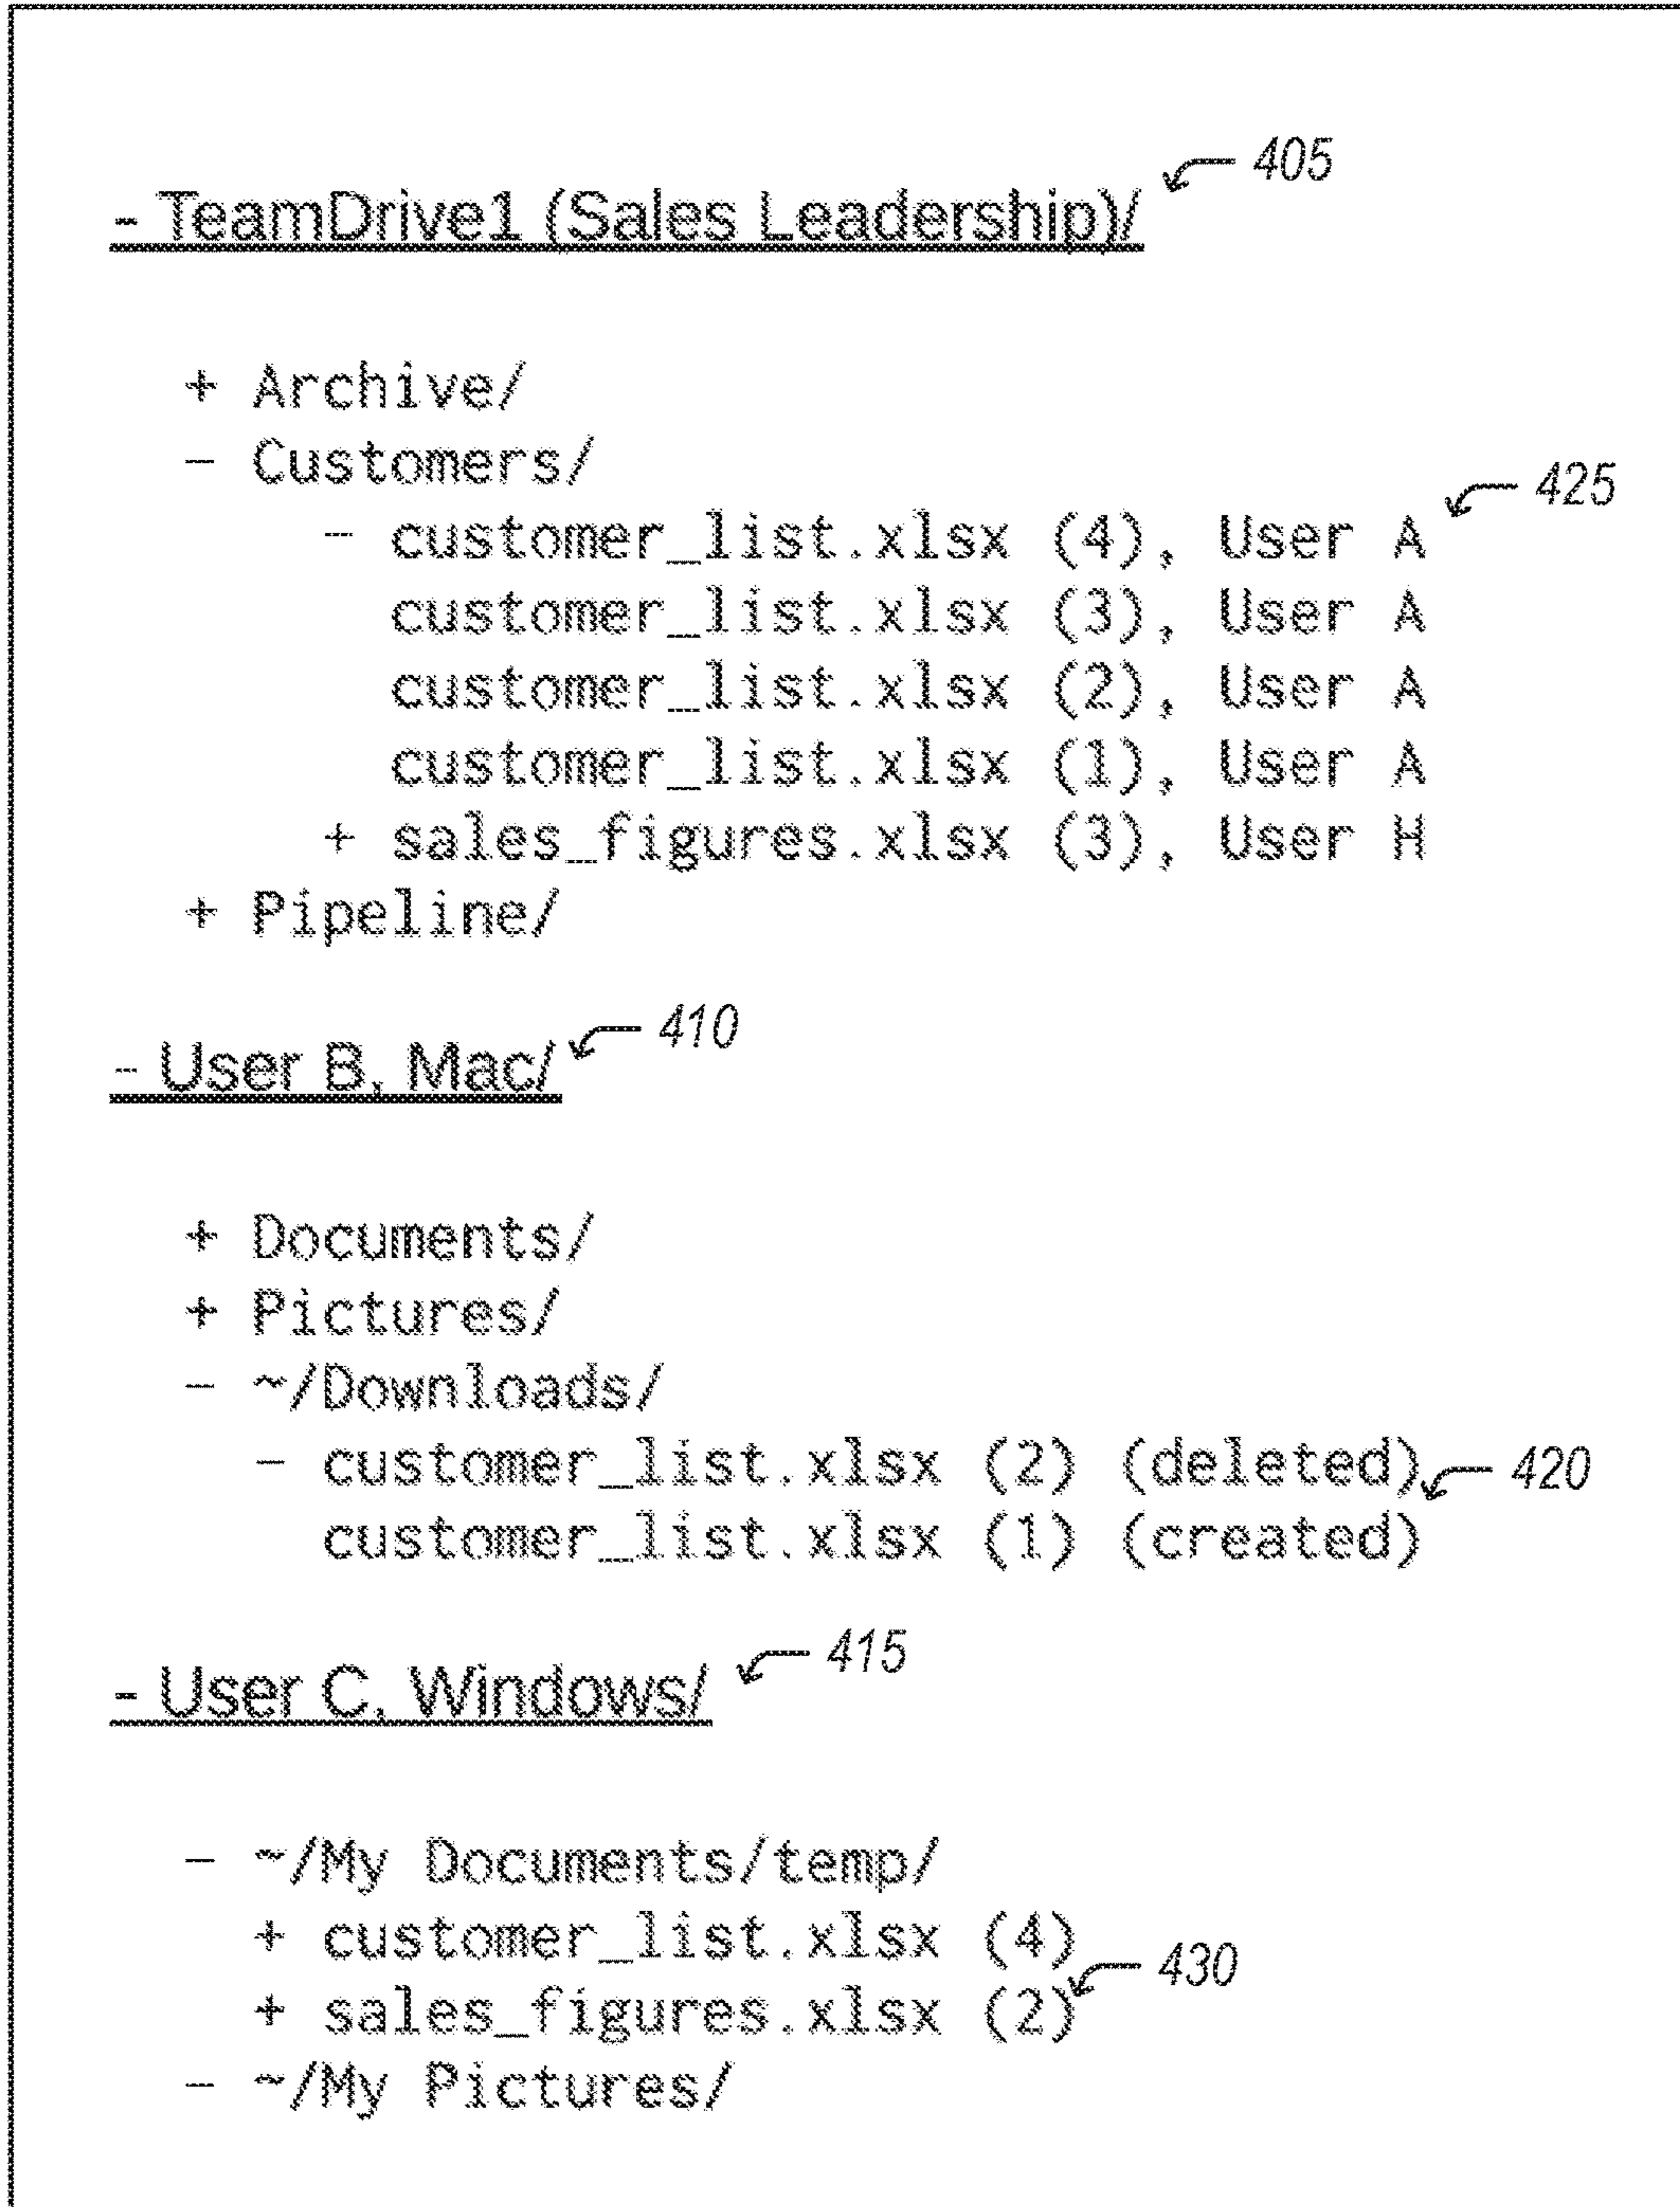 - TeamDrive1 (Sales Leadership)/ 405
+ Archive/
- Customers/
- customer_list.xlsx (4), User A 425
customer_list.xlsx (3), User A
customer_list.xlsx (2), User A
customer_list.xlsx (1), User A
+ sales_figures.xlsx (3), User H
+ Pipeline/
- User B, Mac/ 410
+ Documents/
+ Pictures/
- ~/Downloads/
- customer_list.xlsx (2) (deleted) 420
customer_list.xlsx (1) (created)
- User C, Windows/ 415
- ~/My Documents/temp/
+ customer_list.xlsx (4)
+ sales_figures.xlsx (2) 430
- ~/My Pictures/